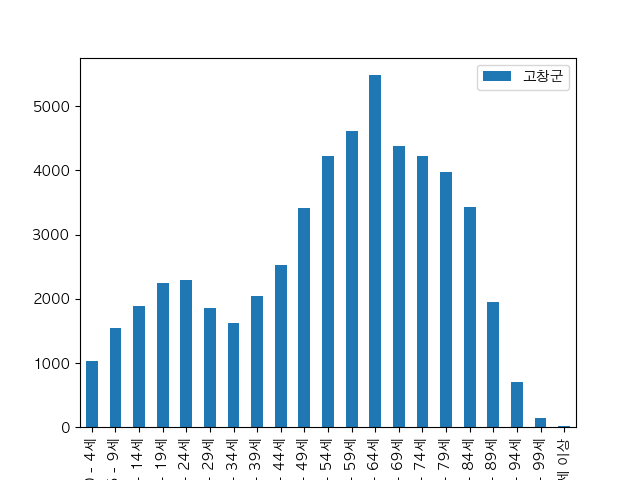 고창군
5000
4000
3000
2000
1000
0
- 4세
- 9세
- 14세
- 19세
- 24세
- 29세
- 34세
- 39세
- 44세
- 49세
- 54세
- 59세
- 64세
- 69세
- 74세
- 79세
- 84세
- 89세
- 94세
- 99세
세 이상